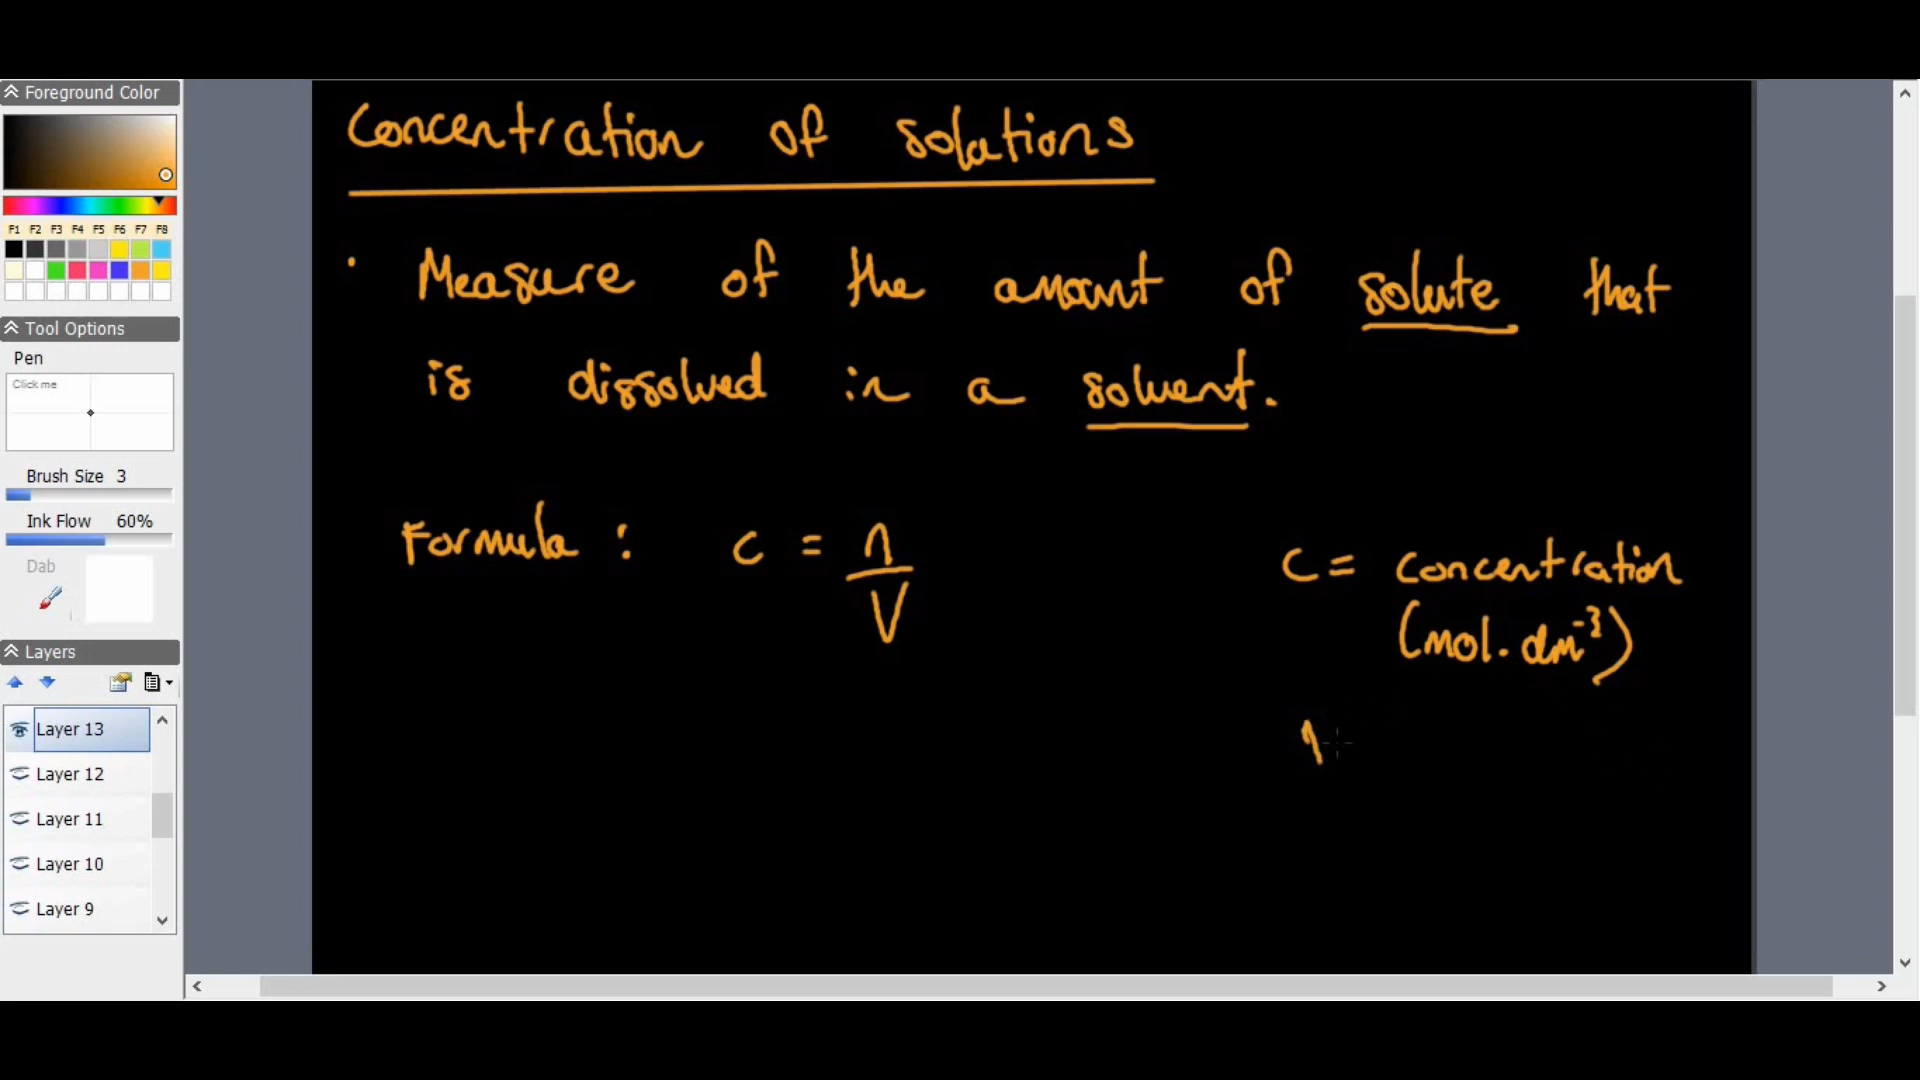 Foreground Color
F1 F2 F3 F4 F5 F6 F7 F8
Tool Options
Pen
Click me
Brush Size 3
Ink Flow 60%
Dab
Layers
Layer 13
Layer 12
Layer 11
Layer 10
Layer 9
Concentration of solutions
· Measure of the amount of solute that
is dissolved in a solvent.
Formula : c = n/V
c = concentration
(mol. dm⁻³)